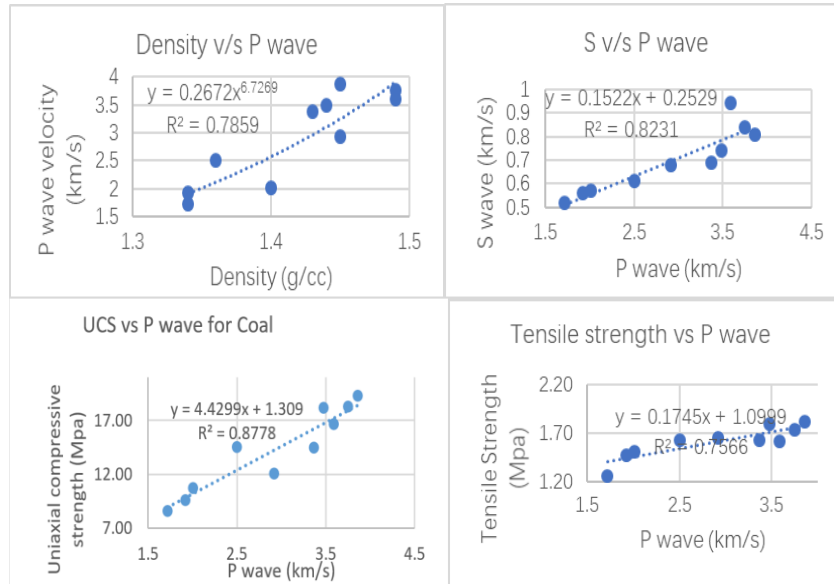 Density v/s P wave
y = 0.2672x^6.7269
R² = 0.7859
P wave velocity
(km/s)
4
3.5
3
2.5
2
1.5
1.3
1.4
1.5
Density (g/cc)
S v/s P wave
y = 0.1522x + 0.2529
R² = 0.8231
S wave (km/s)
1
0.9
0.8
0.7
0.6
0.5
1.5
2.5
3.5
4.5
P wave (km/s)
UCS vs P wave for Coal
y = 4.4299x + 1.309
R² = 0.8778
Uniaxial compressive
strength (Mpa)
17.00
12.00
7.00
1.5
2.5
3.5
4.5
P wave (km/s)
Tensile strength vs P wave
y = 0.1745x + 1.0999
R² = 0.7566
Tensile Strength
(Mpa)
2.20
1.70
1.20
1.5
2.5
3.5
P wave (km/s)